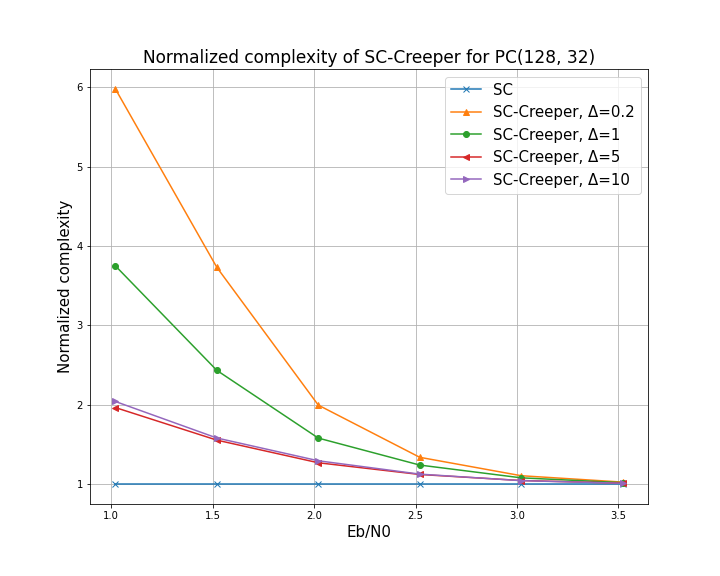 Normalized complexity of SC-Creeper for PC(128, 32)
SC
SC-Creeper, Δ=0.2
SC-Creeper, Δ=1
SC-Creeper, Δ=5
SC-Creeper, Δ=10
Normalized complexity
6
5
4
3
2
1
1.0 1.5 2.0 2.5 3.0 3.5
Eb/N0